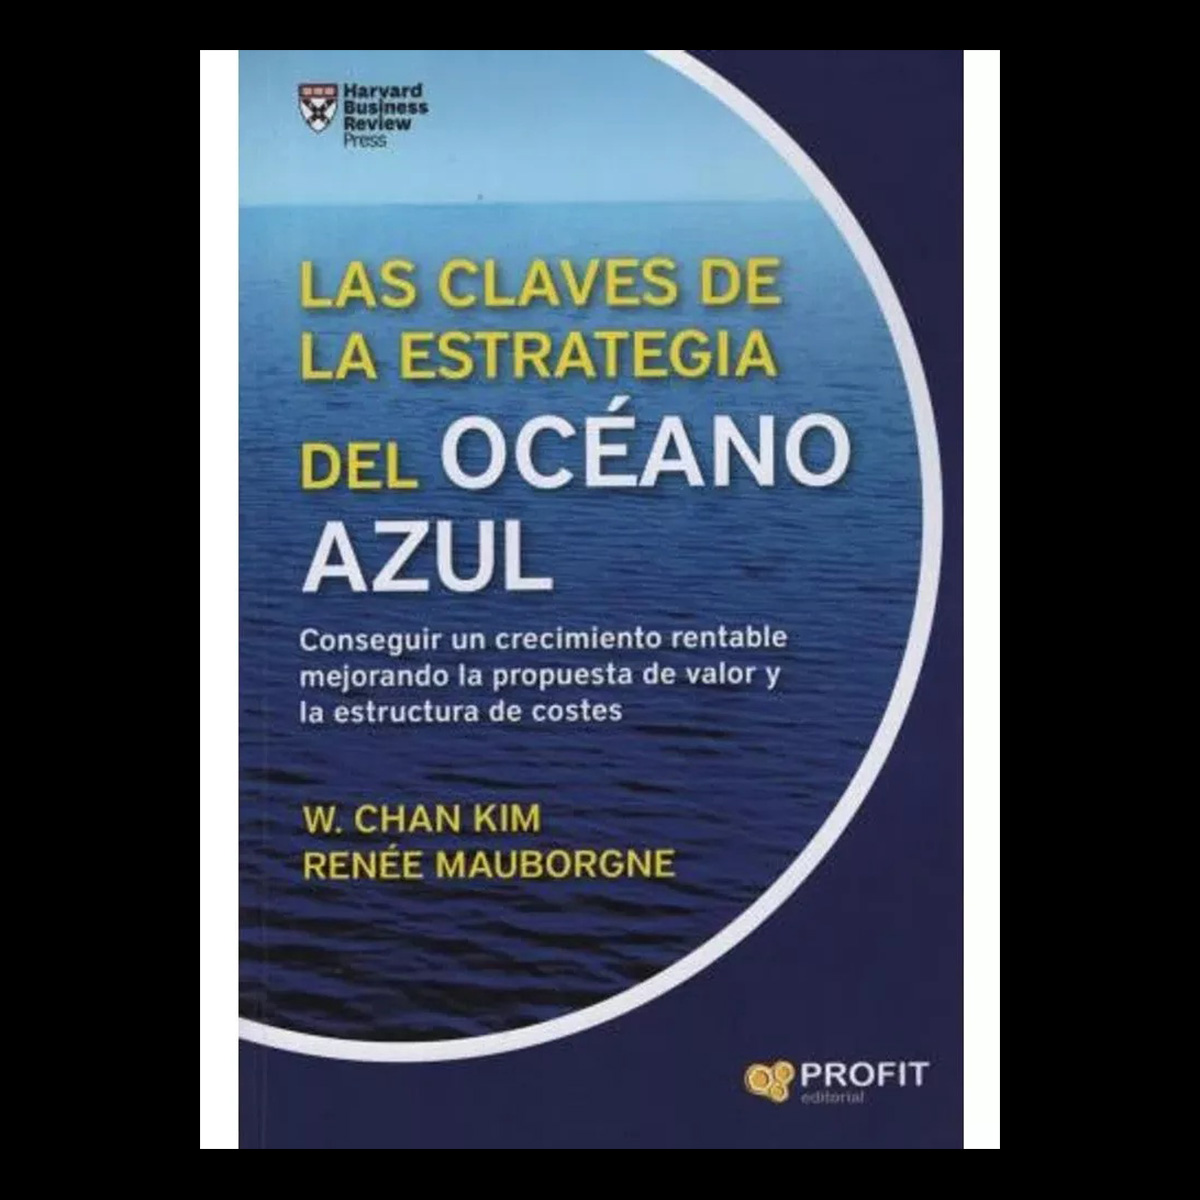 Harvard
Business
Review
Press
LAS CLAVES DE
LA ESTRATEGIA
DEL OCÉANO
AZUL
Conseguir un crecimiento rentable
mejorando la propuesta de valor y
la estructura de costes
W. CHAN KIM
RENÉE MAUBORGNE
PROFIT
editorial